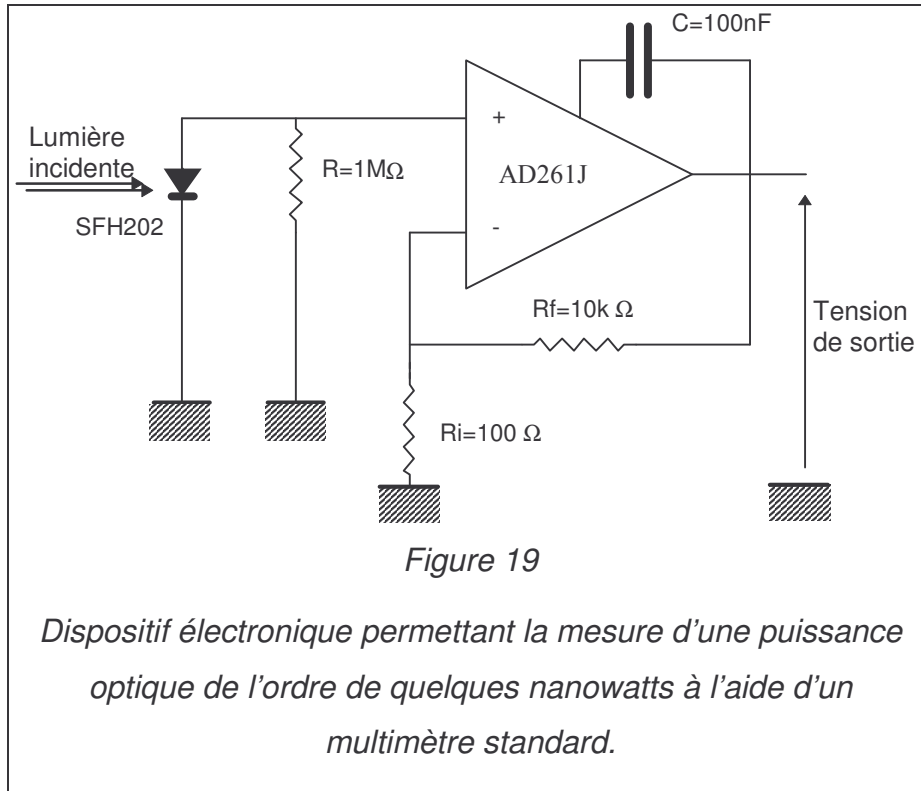 C=100nF
Lumière
incidente
+
R=1MΩ
AD261J
SFH202
-
Rf=10k Ω
Tension
de sortie
Ri=100 Ω
Figure 19
Dispositif électronique permettant la mesure d'une puissance
optique de l'ordre de quelques nanowatts à l'aide d'un
multimètre standard.